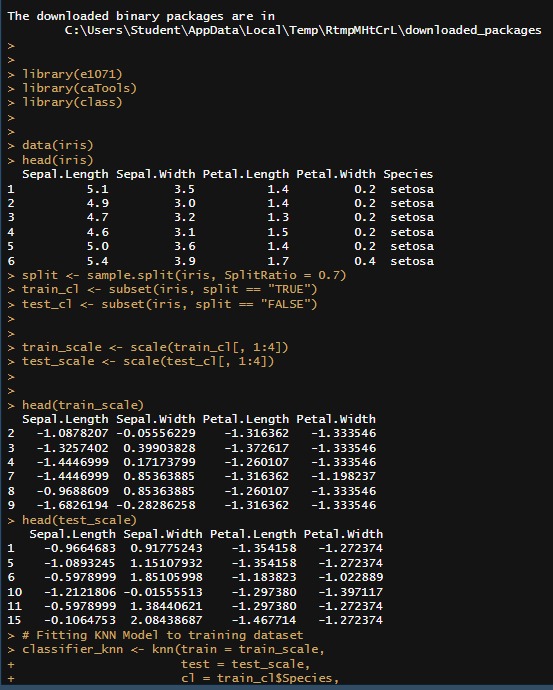 The downloaded binary packages are in
        C:\Users\Student\AppData\Local\Temp\RtmpMHtCrL\downloaded_packages
>
>
> library(e1071)
> library(caTools)
> library(class)
>
>
> data(iris)
> head(iris)
  Sepal.Length Sepal.Width Petal.Length Petal.Width Species
1          5.1         3.5          1.4         0.2  setosa
2          4.9         3.0          1.4         0.2  setosa
3          4.7         3.2          1.3         0.2  setosa
4          4.6         3.1          1.5         0.2  setosa
5          5.0         3.6          1.4         0.2  setosa
6          5.4         3.9          1.7         0.4  setosa
> split <- sample.split(iris, SplitRatio = 0.7)
> train_cl <- subset(iris, split == "TRUE")
> test_cl <- subset(iris, split == "FALSE")
>
>
> train_scale <- scale(train_cl[, 1:4])
> test_scale <- scale(test_cl[, 1:4])
>
>
> head(train_scale)
  Sepal.Length Sepal.Width Petal.Length Petal.Width
2   -1.0878207 -0.05556229    -1.316362   -1.333546
3   -1.3257402  0.39903828    -1.372617   -1.333546
4   -1.4446999  0.17173799    -1.260107   -1.333546
7   -1.4446999  0.85363885    -1.316362   -1.198237
8   -0.9688609  0.85363885    -1.260107   -1.333546
9   -1.6826194 -0.28286258    -1.316362   -1.333546
> head(test_scale)
   Sepal.Length Sepal.Width Petal.Length Petal.Width
1    -0.9664683  0.91775243    -1.354158   -1.272374
5    -1.0893245  1.15107932    -1.354158   -1.272374
6    -0.5978999  1.85105998    -1.183823   -1.022889
10   -1.2121806 -0.01555513    -1.297380   -1.397117
11   -0.5978999  1.38440621    -1.297380   -1.272374
15   -0.1064753  2.08438687    -1.467714   -1.272374
> # Fitting KNN Model to training dataset
> classifier_knn <- knn(train = train_scale,
+                       test = test_scale,
+                       cl = train_cl$Species,